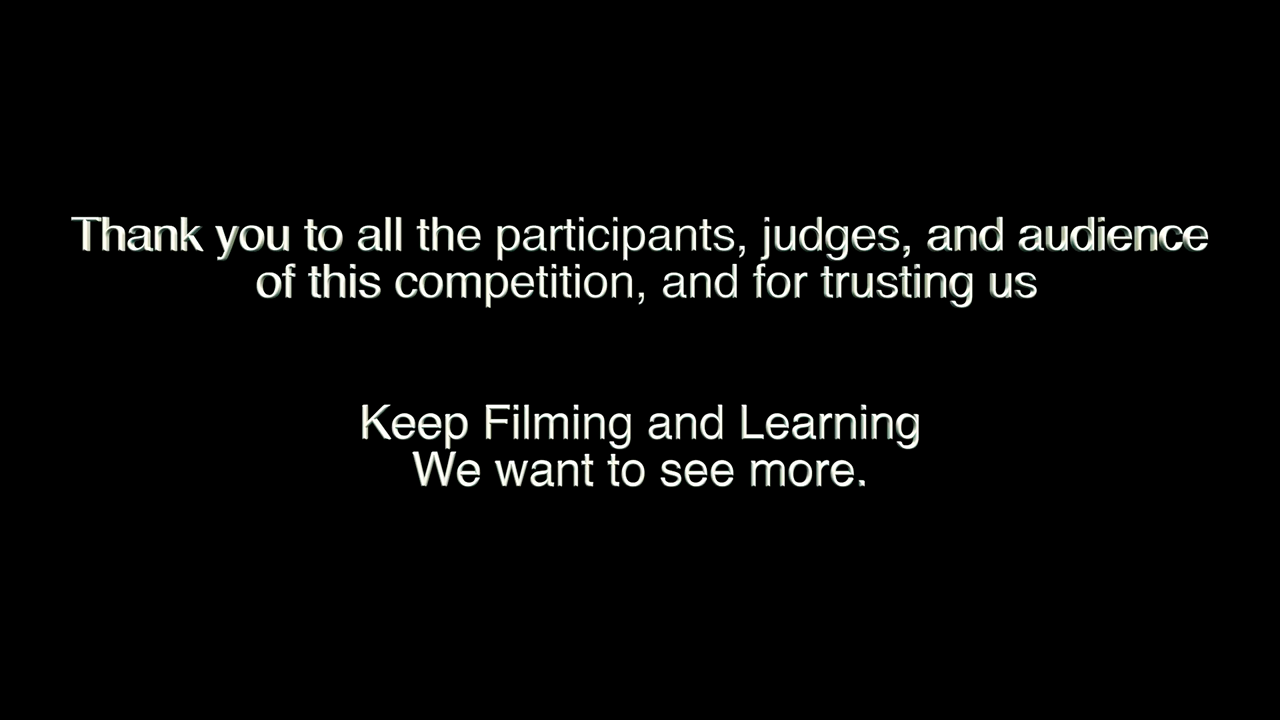 Thank you to all the participants, judges, and audience
of this competition, and for trusting us
Keep Filming and Learning
We want to see more.